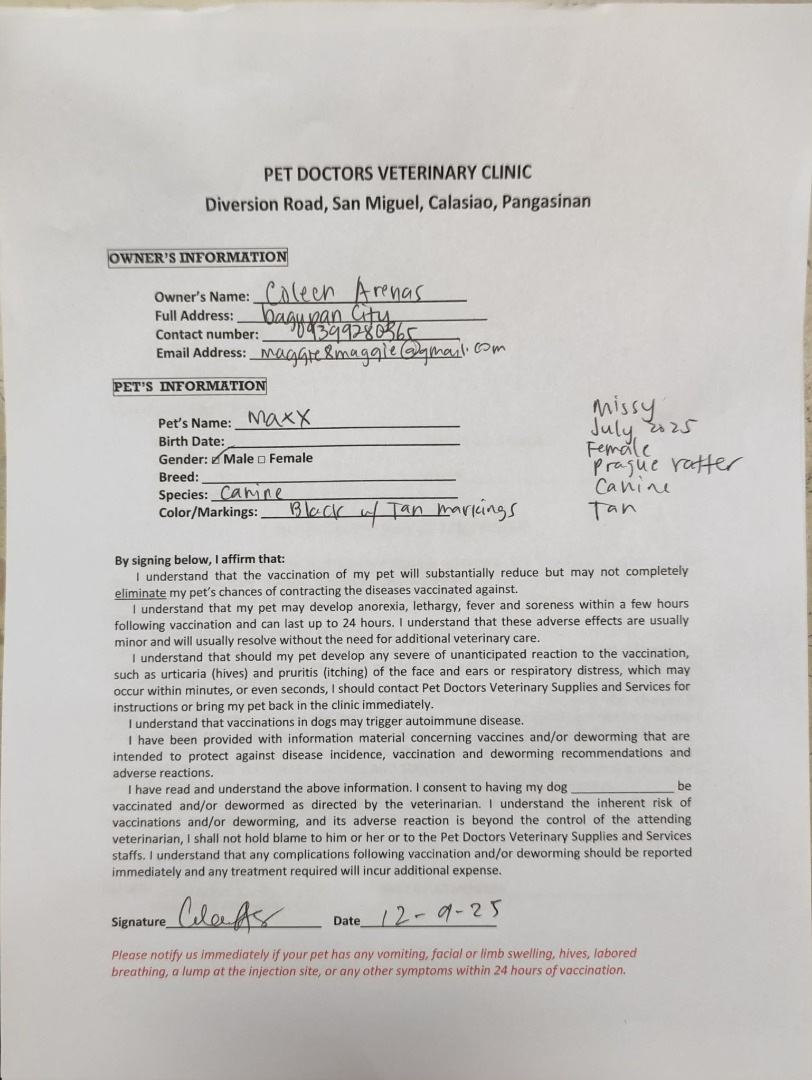 PET DOCTORS VETERINARY CLINIC
Diversion Road, San Miguel, Calasiao, Pangasinan
OWNER'S INFORMATION
Owner's Name: Coleen Arenas
Full Address: Dagupan City
Contact number: 09399280365
Email Address: maggie8maggie@gmail.com
PET'S INFORMATION
Pet's Name: Maxx
Birth Date:
Gender: ☑ Male ☐ Female
Breed:
Species: Canine
Color/Markings: Black w/ Tan markings
Missy
July 2025
Female
Prague ratter
Canine
Tan
By signing below, I affirm that:
I understand that the vaccination of my pet will substantially reduce but may not completely
eliminate my pet's chances of contracting the diseases vaccinated against.
I understand that my pet may develop anorexia, lethargy, fever and soreness within a few hours
following vaccination and can last up to 24 hours. I understand that these adverse effects are usually
minor and will usually resolve without the need for additional veterinary care.
I understand that should my pet develop any severe of unanticipated reaction to the vaccination,
such as urticaria (hives) and pruritis (itching) of the face and ears or respiratory distress, which may
occur within minutes, or even seconds, I should contact Pet Doctors Veterinary Supplies and Services for
instructions or bring my pet back in the clinic immediately.
I understand that vaccinations in dogs may trigger autoimmune disease.
I have been provided with information material concerning vaccines and/or deworming that are
intended to protect against disease incidence, vaccination and deworming recommendations and
adverse reactions.
I have read and understand the above information. I consent to having my dog ____________ be
vaccinated and/or dewormed as directed by the veterinarian. I understand the inherent risk of
vaccinations and/or deworming, and its adverse reaction is beyond the control of the attending
veterinarian, I shall not hold blame to him or her or to the Pet Doctors Veterinary Supplies and Services
staffs. I understand that any complications following vaccination and/or deworming should be reported
immediately and any treatment required will incur additional expense.
Signature Date 12-9-25
Please notify us immediately if your pet has any vomiting, facial or limb swelling, hives, labored
breathing, a lump at the injection site, or any other symptoms within 24 hours of vaccination.